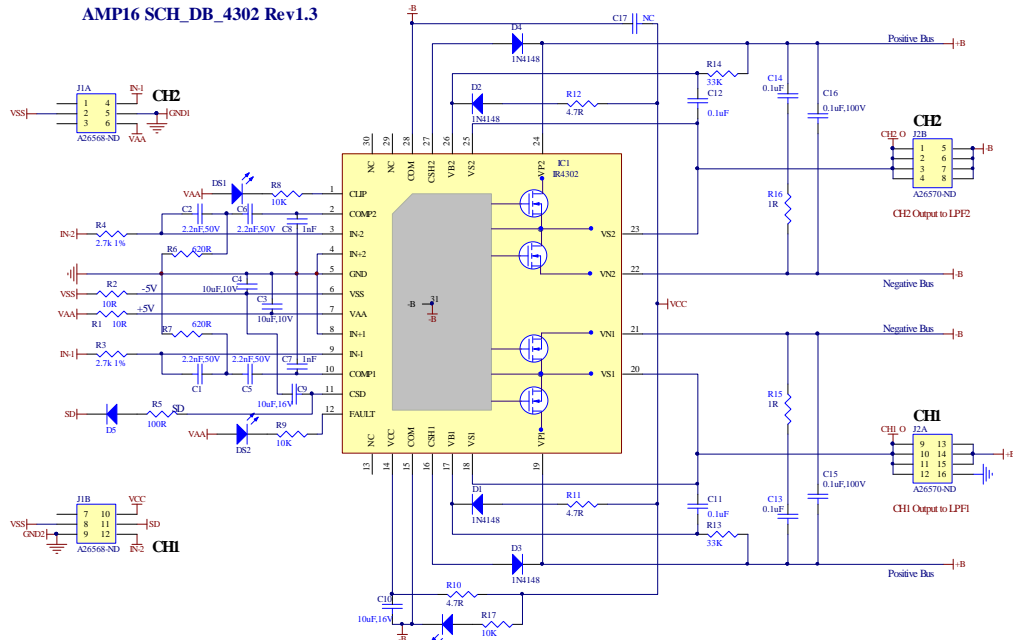 AMP16 SCH_DB_4302 Rev1.3
-B
C17
NC
D4
1N4148
Positive Bus
+B
R14
33K
D2
1N4148
R12
4.7R
C12
0.1uF
C14
0.1uF
C16
0.1uF,100V
J1A
CH2
IN-1
1
4
VSS
2
5
GND1
3
6
VAA
A26568-ND
30
29
28
27
26
25
24
NC
NC
COM
CSH2
VB2
VS2
VP2
IC1
IR4302
CH2
CH2 O
J2B
1
5
-B
2
6
3
7
4
8
A26570-ND
CH2 Output to LPF2
DS1
R8
VAA
10K
1
CLIP
C2
C6
2
COMP2
2.2nF,50V
2.2nF,50V
C8
1nF
R4
IN-2
2.7k 1%
3
IN-2
R16
1R
VS2
23
R6
620R
4
IN+2
5
GND
VN2
22
-B
Negative Bus
C4
10uF,10V
R2
VSS
-5V
10R
6
VSS
-B
31
-B
C3
10uF,10V
VCC
VAA
+5V
R1
10R
7
VAA
R7
620R
8
IN+1
VN1
21
Negative Bus
-B
R3
IN-1
2.7k 1%
9
IN-1
2.2nF,50V
2.2nF,50V
C7
1nF
C1
C5
10
COMP1
VS1
20
C9
10uF,16V
11
CSD
R15
1R
SD
D5
R5
SD
100R
12
FAULT
VAA
DS2
R9
10K
NC
VCC
COM
CSH1
VB1
VS1
VP1
13
14
15
16
17
18
19
CH1
CH1 O
J2A
9
13
10
14
+B
11
15
12
16
A26570-ND
CH1 Output to LPF1
D1
1N4148
R11
4.7R
C11
0.1uF
R13
33K
C13
0.1uF
C15
0.1uF,100V
J1B
VCC
7
10
VSS
8
11
SD
GND2
9
12
IN-2
A26568-ND
CH1
D3
1N4148
+B
Positive Bus
R10
4.7R
C10
10uF,16V
-B
R17
10K